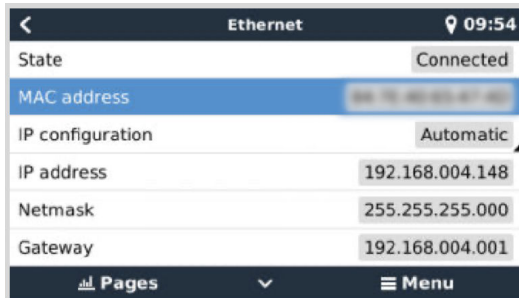 Ethernet 09:54
State Connected
MAC address
IP configuration Automatic
IP address 192.168.004.148
Netmask 255.255.255.000
Gateway 192.168.004.001
Pages Menu